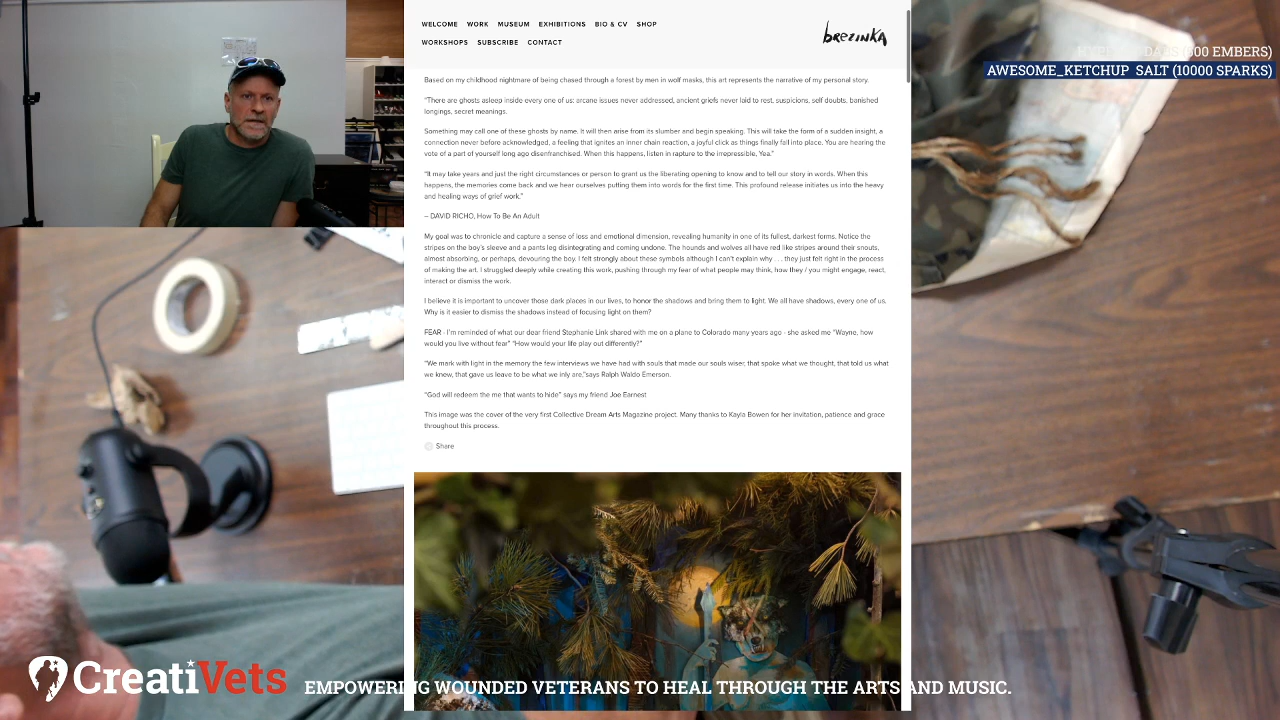 WELCOME WORK MUSEUM EXHIBITIONS BIO & CV SHOP
WORKSHOPS SUBSCRIBE CONTACT
brezinka
DABS (500 EMBERS)
AWESOME_KETCHUP SALT (10000 SPARKS)
Based on my childhood nightmare of being chased through a forest by men in wolf masks, this art represents the narrative of my personal story.
“There are ghosts asleep inside every one of us: arcane issues never addressed, ancient griefs never laid to rest, suspicions, self doubts, banished
longings, secret meanings.
Something may call one of these ghosts by name. It will then arise from its slumber and begin speaking. This will take the form of a sudden insight, a
connection never before acknowledged, a feeling that ignites an inner chain reaction, a joyful click as things finally fall into place. You are hearing the
vote of a part of yourself long ago disenfranchised. When this happens, listen in rapture to the irrepressible, Yea.”
“It may take years and just the right circumstances or person to grant us the liberating opening to know and to tell our story in words. When this
happens, the memories come back and we hear ourselves putting them into words for the first time. This profound release initiates us into the heavy
and healing ways of grief work.”
– DAVID RICHO, How To Be An Adult
My goal was to chronicle and capture a sense of loss and emotional dimension, revealing humanity in one of its fullest, darkest forms. Notice the
stripes on the boy's sleeve and a pants leg disintegrating and coming undone. The hounds and wolves all have red like stripes around their snouts,
almost absorbing, or perhaps, devouring the boy. I felt strongly about these symbols although I can't explain why . . . they just felt right in the process
of making the art. I struggled deeply while creating this work, pushing through my fear of what people may think, how they / you might engage, react,
interact or dismiss the work.
I believe it is important to uncover those dark places in our lives, to honor the shadows and bring them to light. We all have shadows, every one of us.
Why is it easier to dismiss the shadows instead of focusing light on them?
FEAR - I'm reminded of what our dear friend Stephanie Link shared with me on a plane to Colorado many years ago - she asked me “Wayne, how
would you live without fear” “How would your life play out differently?”
“We mark with light in the memory the few interviews we have had with souls that made our souls wiser, that spoke what we thought, that told us what
we knew, that gave us leave to be what we inly are.”says Ralph Waldo Emerson.
“God will redeem the me that wants to hide” says my friend Joe Earnest
This image was the cover of the very first Collective Dream Arts Magazine project. Many thanks to Kayla Bowen for her invitation, patience and grace
throughout this process.
Share
CreatiVets
EMPOWERING WOUNDED VETERANS TO HEAL THROUGH THE ARTS AND MUSIC.